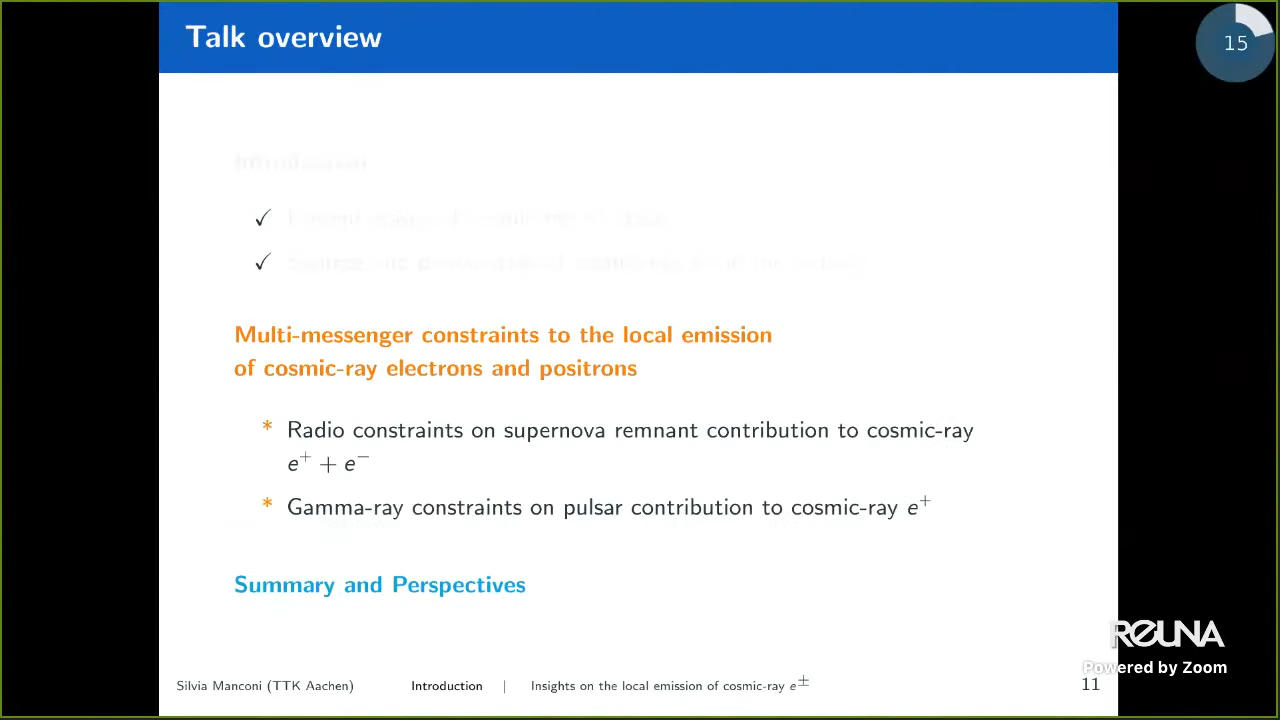 Talk overview
15
✓
✓
Multi-messenger constraints to the local emission
of cosmic-ray electrons and positrons
* Radio constraints on supernova remnant contribution to cosmic-ray
e⁺ + e⁻
* Gamma-ray constraints on pulsar contribution to cosmic-ray e⁺
Summary and Perspectives
REUNA
Powered by Zoom
Silvia Manconi (TTK Aachen) Introduction | Insights on the local emission of cosmic-ray e± 11